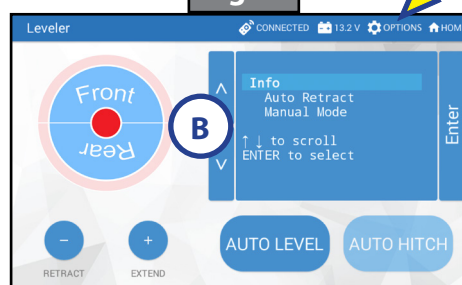 Leveler
CONNECTED 13.2 V OPTIONS HOM
Front
Rear
B
Info
Auto Retract
Manual Mode
↑ ↓ to scroll
ENTER to select
Enter
−
+
RETRACT
EXTEND
AUTO LEVEL
AUTO HITCH